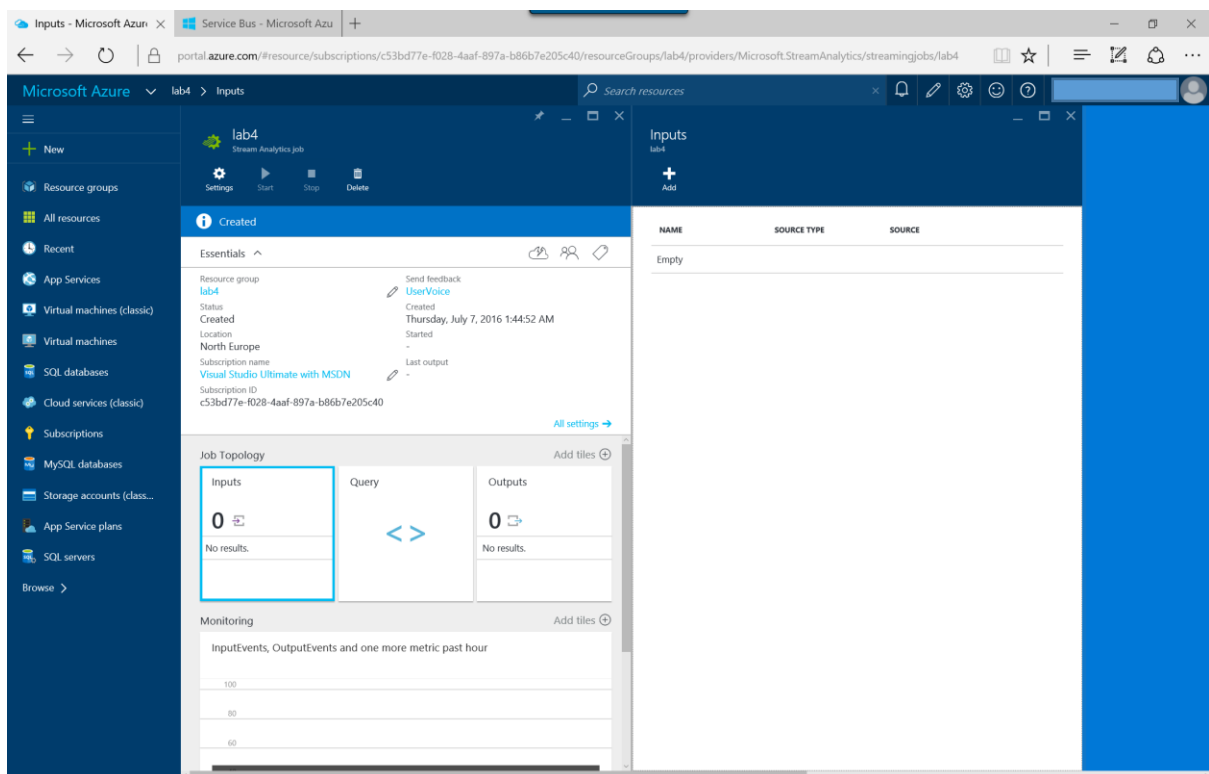 Inputs - Microsoft Azur
Service Bus - Microsoft Azu
portal.azure.com/#resource/subscriptions/c53bd77e-f028-4aaf-897a-b86b7e205c40/resourceGroups/lab4/providers/Microsoft.StreamAnalytics/streamingjobs/lab4
Microsoft Azure lab4 > Inputs
Search resources
New
Resource groups
All resources
Recent
App Services
Virtual machines (classic)
Virtual machines
SQL databases
Cloud services (classic)
Subscriptions
MySQL databases
Storage accounts (class...
App Service plans
SQL servers
Browse >
lab4
Stream Analytics job
Settings Start Stop Delete
Created
Essentials
Resource group
lab4
Status
Created
Location
North Europe
Subscription name
Visual Studio Ultimate with MSDN
Subscription ID
c53bd77e-f028-4aaf-897a-b86b7e205c40
Send feedback
UserVoice
Created
Thursday, July 7, 2016 1:44:52 AM
Started
-
Last output
-
All settings →
Job Topology Add tiles
Inputs
0
No results.
Query
< >
Outputs
0
No results.
Monitoring Add tiles
InputEvents, OutputEvents and one more metric past hour
100
80
60
Inputs
lab4
Add
NAME SOURCE TYPE SOURCE
Empty